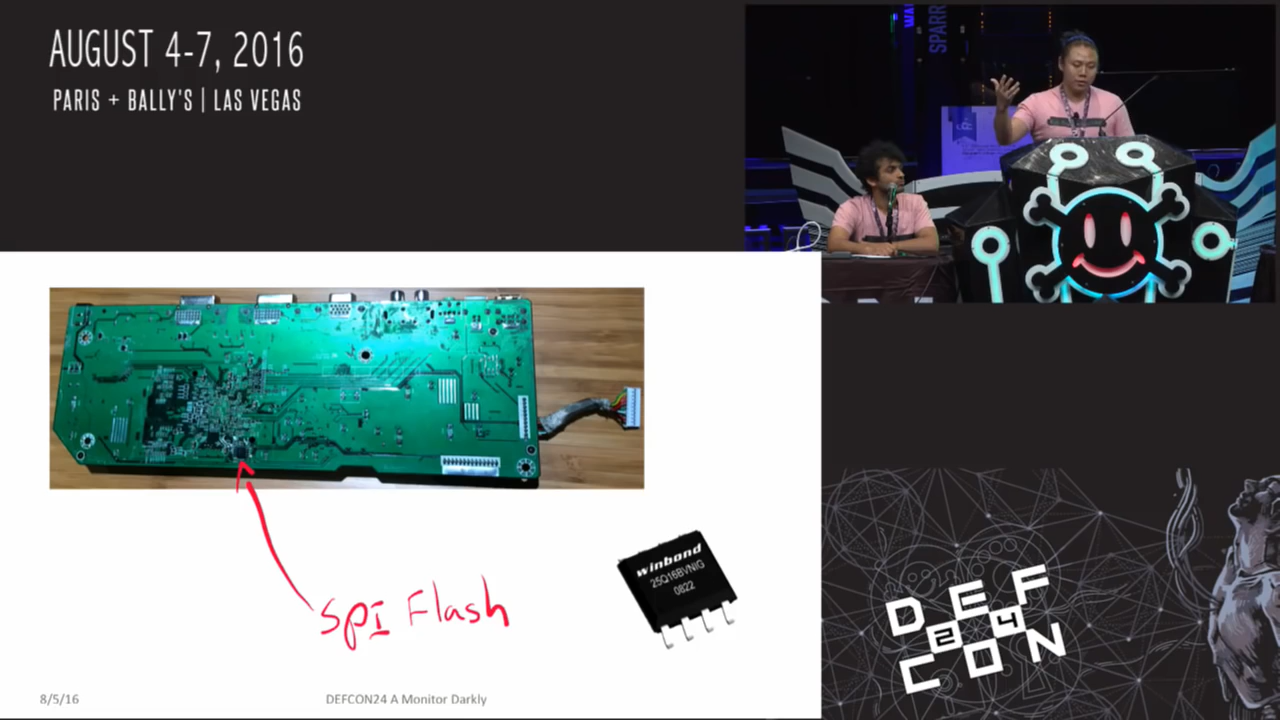 AUGUST 4-7, 2016
PARIS + BALLY'S | LAS VEGAS
SPARR
SPI Flash
winbond
25Q16BVNIG
0822
8/5/16
DEFCON24 A Monitor Darkly
DEF
24
CON